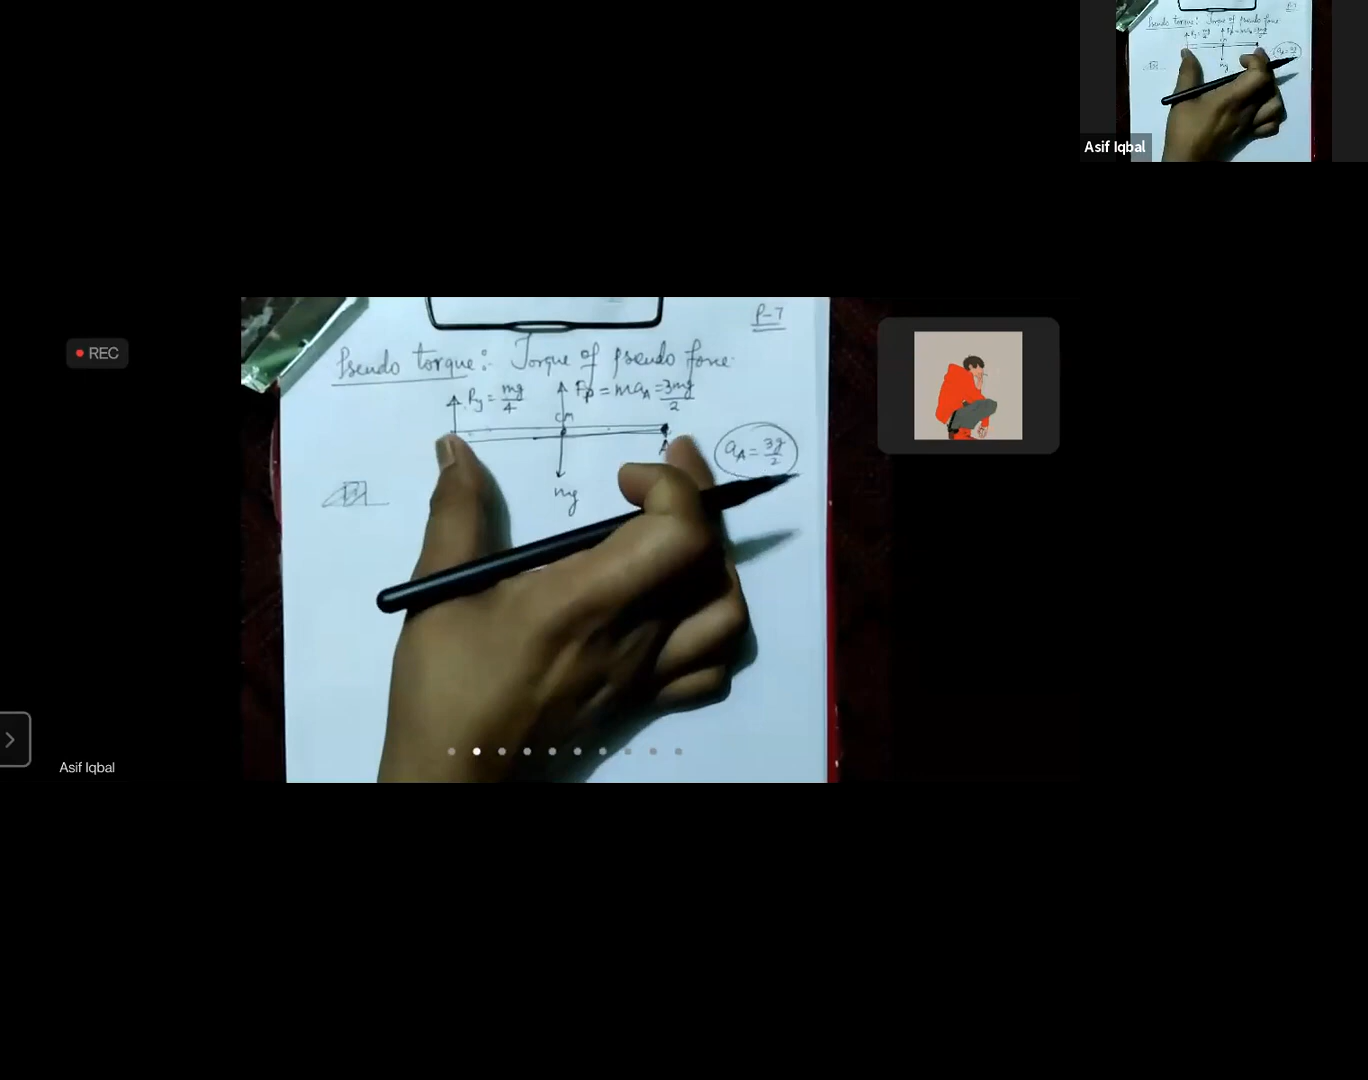 P-7
Pseudo torque:- Torque of pseudo force.
Ry = mg/4
Fp = maA = 3mg/2
cm
A
aA = 3g/2
mg
REC
Asif Iqbal
Asif Iqbal